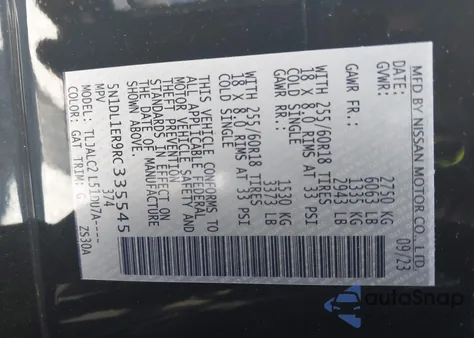 MFD BY NISSAN MOTOR CO.,LTD
DATE: 09/23
GVWR: 2750 KG
6063 LB
GAWR FR: 1335 KG
2943 LB
WITH 255/60R18 TIRES
18 X 8.0 RIMS AT 33 PSI
COLD SINGLE
GAWR RR: 1530 KG
3373 LB
WITH 255/60R18 TIRES
18 X 8.0 RIMS AT 33 PSI
COLD SINGLE
THIS VEHICLE CONFORMS TO
ALL APPLICABLE FEDERAL
MOTOR VEHICLE SAFETY AND
THEFT PREVENTION
STANDARDS IN EFFECT ON
THE DATE OF MANUFACTURE
SHOWN ABOVE.
5N1DL1ER9RC335545
MPV 374
MODEL: ZS30A
COLOR: GAT TRIM: G
AutoSnap